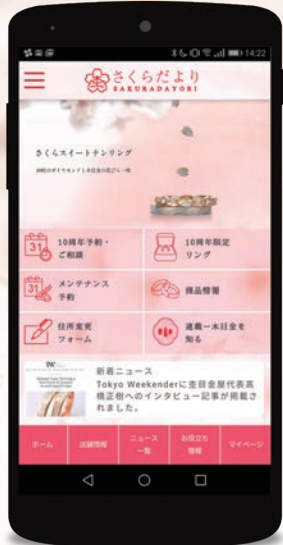 14:22
さくらだより
SAKURADAYORI
さくらスイートテンリング
10周年予約・
ご相談
10周年限定
リング
メンテナンス
予約
商品情報
住所変更
フォーム
連載ー木目金を
知る
新着ニュース
Tokyo Weekenderに杢目金屋代表髙
橋正樹へのインタビュー記事が掲載さ
れました。
ホーム
店舗情報
ニュース
一覧
お役立ち
情報
マイページ